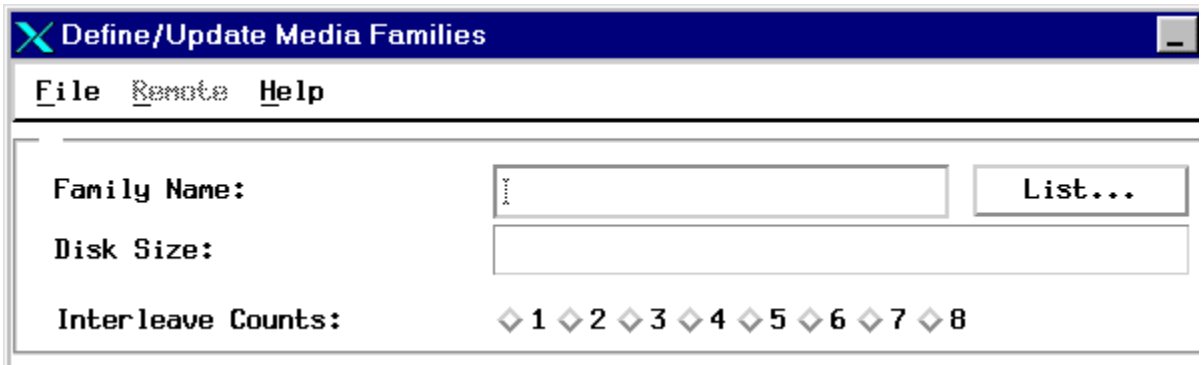 Define/Update Media Families
File Remote Help
Family Name: List...
Disk Size:
Interleave Counts: 1 2 3 4 5 6 7 8